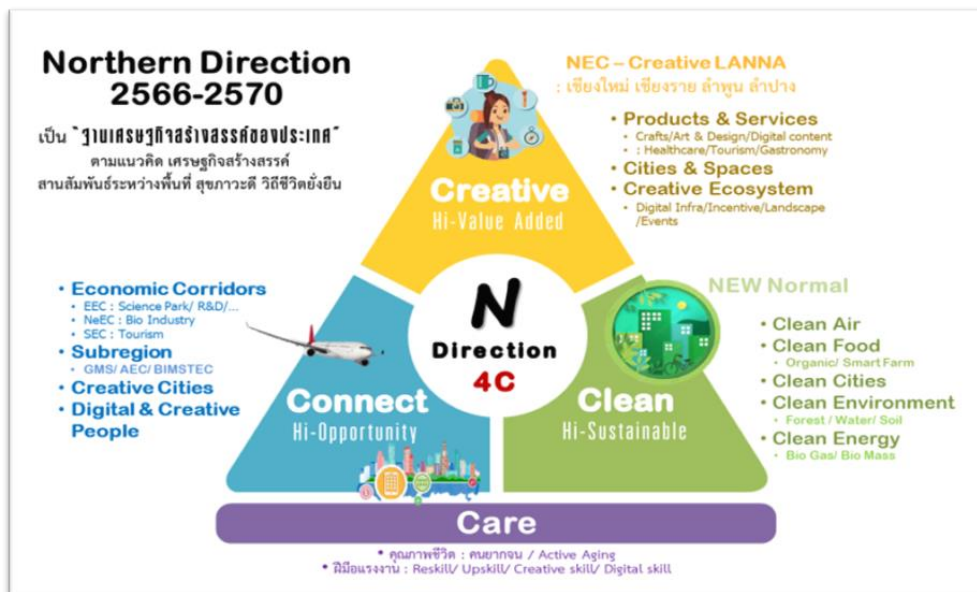 Northern Direction
2566-2570
เป็น "ฐานเศรษฐกิจสร้างสรรค์ของประเทศ"
ตามแนวคิด เศรษฐกิจสร้างสรรค์
สานสัมพันธ์ระหว่างพื้นที่ สุขภาวะดี วิถีชีวิตยั่งยืน
NEC – Creative LANNA
: เชียงใหม่ เชียงราย ลำพูน ลำปาง
• Products & Services
• Crafts/Art & Design/Digital content
• : Healthcare/Tourism/Gastronomy
• Cities & Spaces
• Creative Ecosystem
• Digital Infra/Incentive/Landscape
/Events
Creative
Hi-Value Added
• Economic Corridors
• EEC : Science Park/ R&D/...
• NeEC : Bio Industry
• SEC : Tourism
• Subregion
• GMS/ AEC/ BIMSTEC
• Creative Cities
• Digital & Creative
People
N
Direction
4C
Connect
Hi-Opportunity
Clean
Hi-Sustainable
NEW Normal
• Clean Air
• Clean Food
• Organic/ Smart Farm
• Clean Cities
• Clean Environment
• Forest / Water/ Soil
• Clean Energy
• Bio Gas/ Bio Mass
Care
• คุณภาพชีวิต : คนยากจน / Active Aging
• ฝีมือแรงงาน : Reskill/ Upskill/ Creative skill/ Digital skill